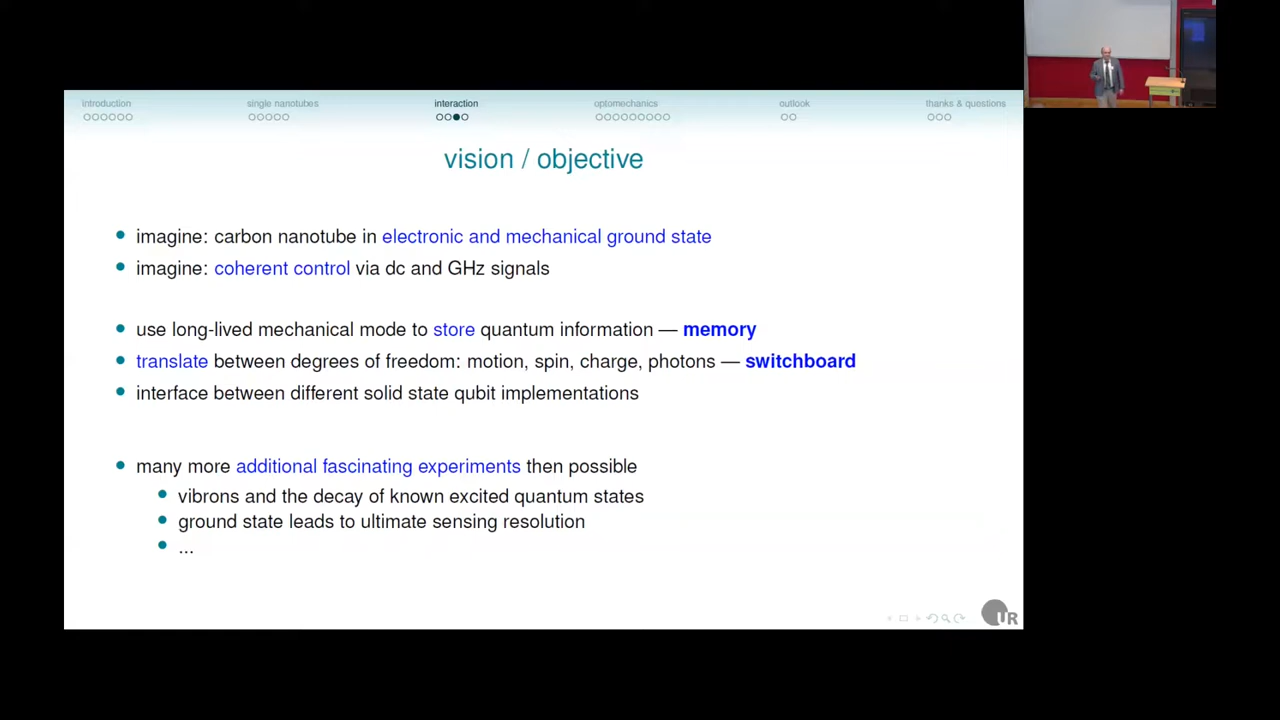 introduction single nanotubes interaction optomechanics outlook thanks & questions
vision / objective
imagine: carbon nanotube in electronic and mechanical ground state
imagine: coherent control via dc and GHz signals
use long-lived mechanical mode to store quantum information — memory
translate between degrees of freedom: motion, spin, charge, photons — switchboard
interface between different solid state qubit implementations
many more additional fascinating experiments then possible
vibrons and the decay of known excited quantum states
ground state leads to ultimate sensing resolution
...
UR